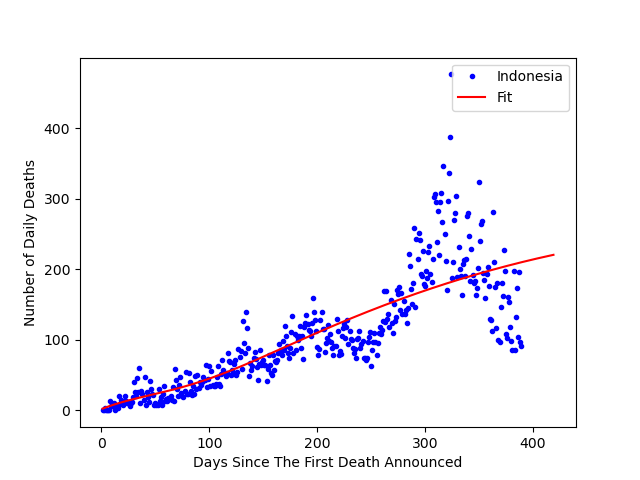 Indonesia
Fit
Number of Daily Deaths
400
300
200
100
0
0 100 200 300 400
Days Since The First Death Announced